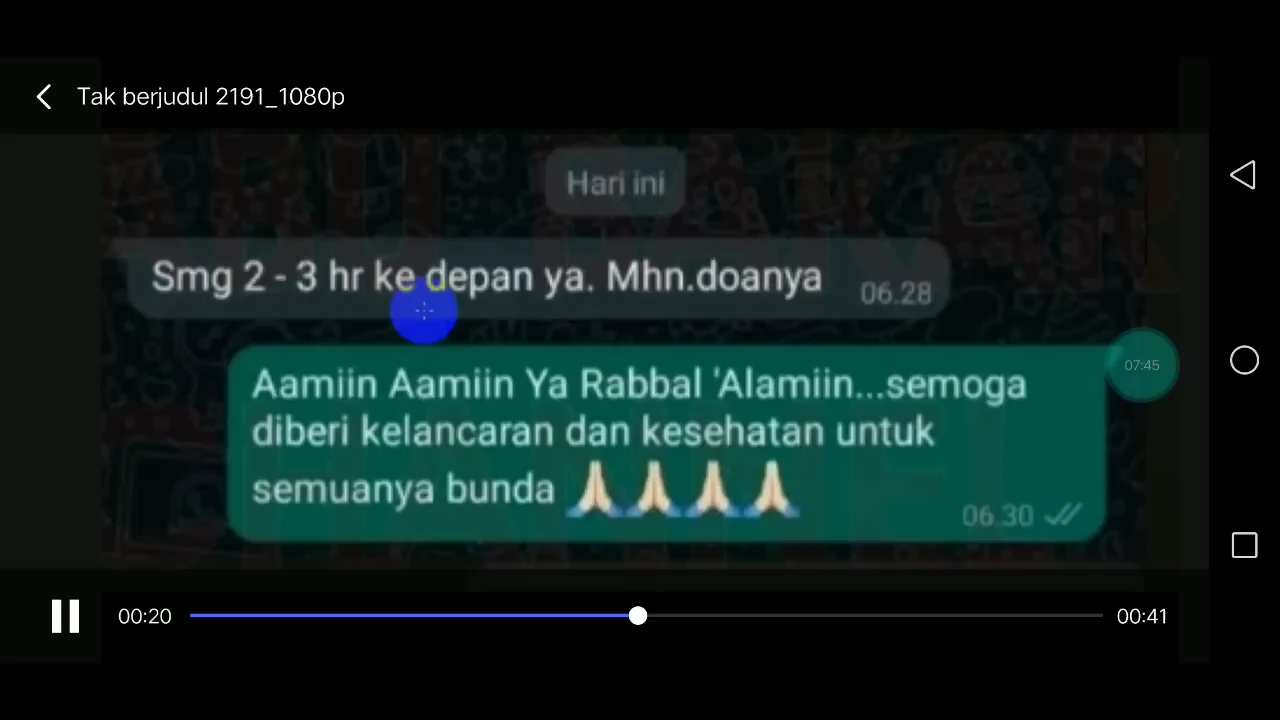 Tak berjudul 2191_1080p
Hari ini
Smg 2 - 3 hr ke depan ya. Mhn.doanya
06.28
Aamiin Aamiin Ya Rabbal 'Alamiin...semoga
diberi kelancaran dan kesehatan untuk
semuanya bunda 🙏🏻🙏🏻🙏🏻🙏🏻
06.30
07:45
00:20
00:41